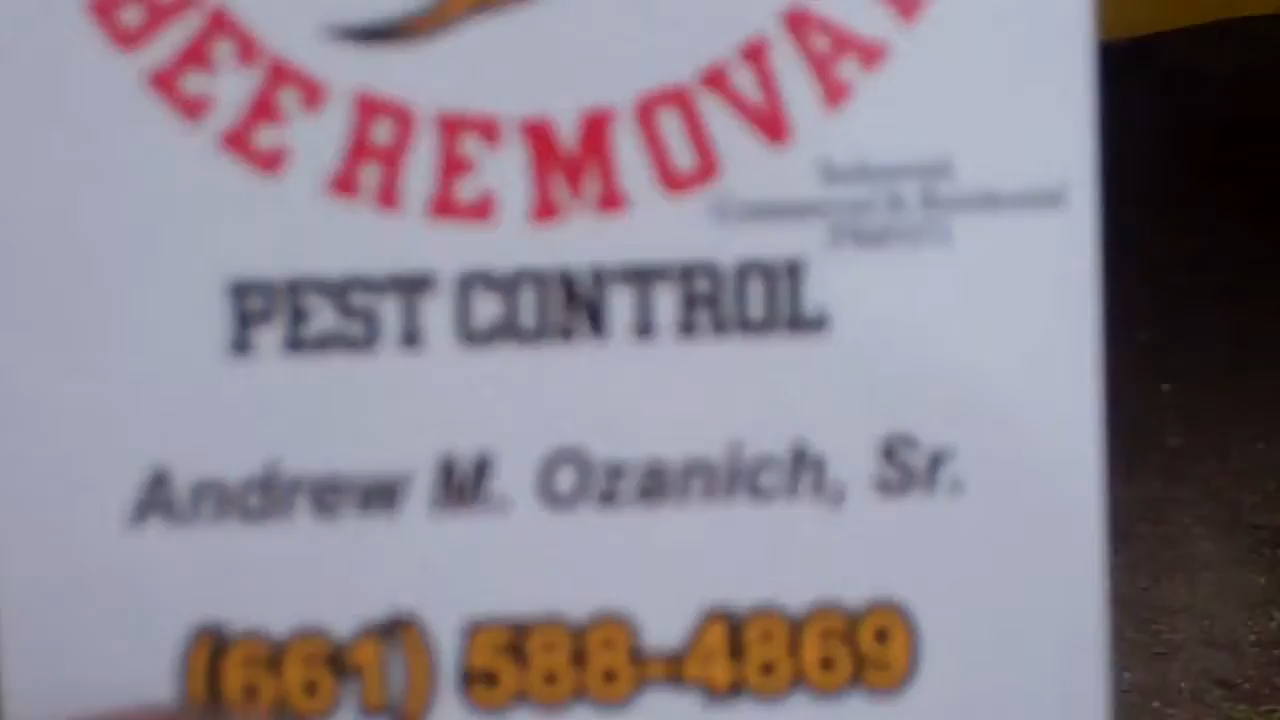 BEE REMOVAL
PEST CONTROL
Andrew M. Ozanich, Sr.
(661) 588-4869